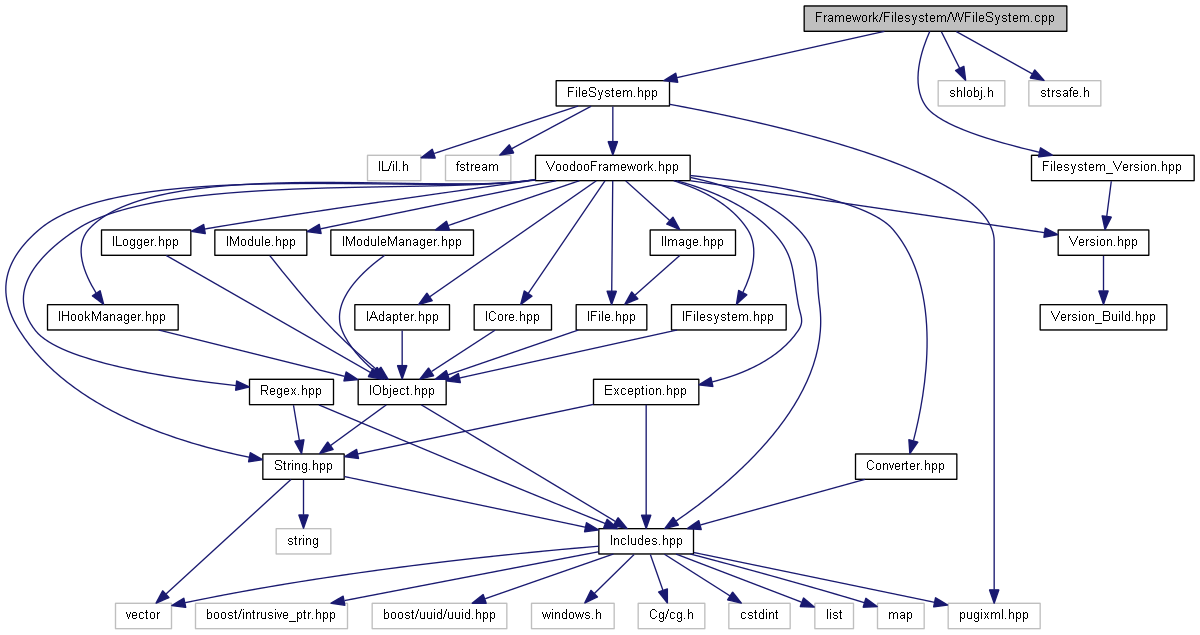 Framework/Filesystem/WFileSystem.cpp
FileSystem.hpp
shlobj.h
strsafe.h
IL/il.h
fstream
VoodooFramework.hpp
Filesystem_Version.hpp
ILogger.hpp
IModule.hpp
IModuleManager.hpp
IImage.hpp
Version.hpp
IHookManager.hpp
IAdapter.hpp
ICore.hpp
IFile.hpp
IFilesystem.hpp
Version_Build.hpp
Regex.hpp
IObject.hpp
Exception.hpp
String.hpp
Converter.hpp
string
Includes.hpp
vector
boost/intrusive_ptr.hpp
boost/uuid/uuid.hpp
windows.h
Cg/cg.h
cstdint
list
map
pugixml.hpp